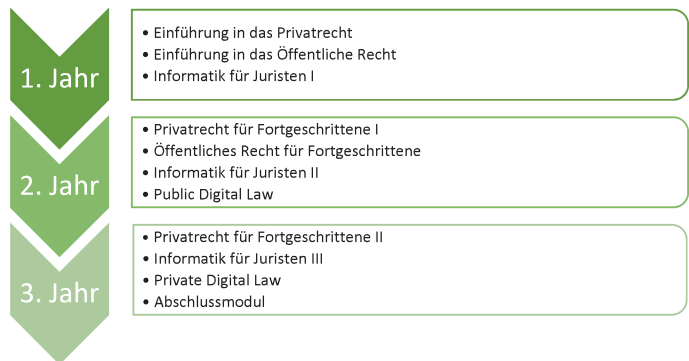 1. Jahr
• Einführung in das Privatrecht
• Einführung in das Öffentliche Recht
• Informatik für Juristen I
2. Jahr
• Privatrecht für Fortgeschrittene I
• Öffentliches Recht für Fortgeschrittene
• Informatik für Juristen II
• Public Digital Law
3. Jahr
• Privatrecht für Fortgeschrittene II
• Informatik für Juristen III
• Private Digital Law
• Abschlussmodul